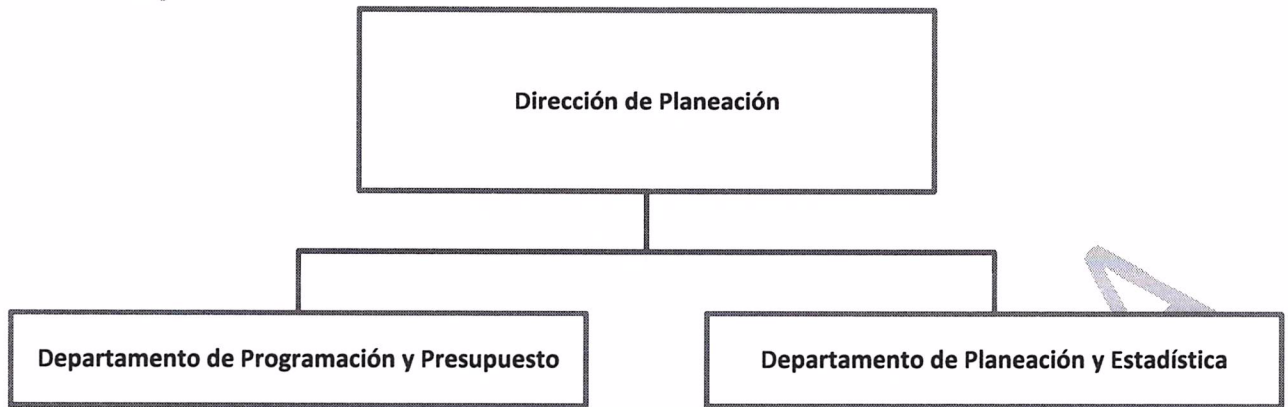 Dirección de Planeación
Departamento de Programación y Presupuesto
Departamento de Planeación y Estadística